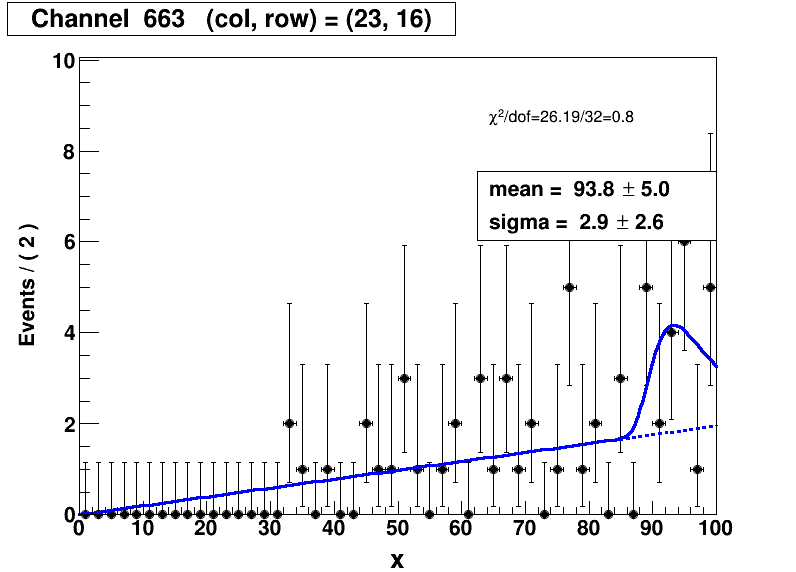 Channel 663 (col, row) = (23, 16)
χ²/dof=26.19/32=0.8
mean = 93.8 ± 5.0
sigma = 2.9 ± 2.6
Events / ( 2 )
10
8
6
4
2
0
0 10 20 30 40 50 60 70 80 90 100
x